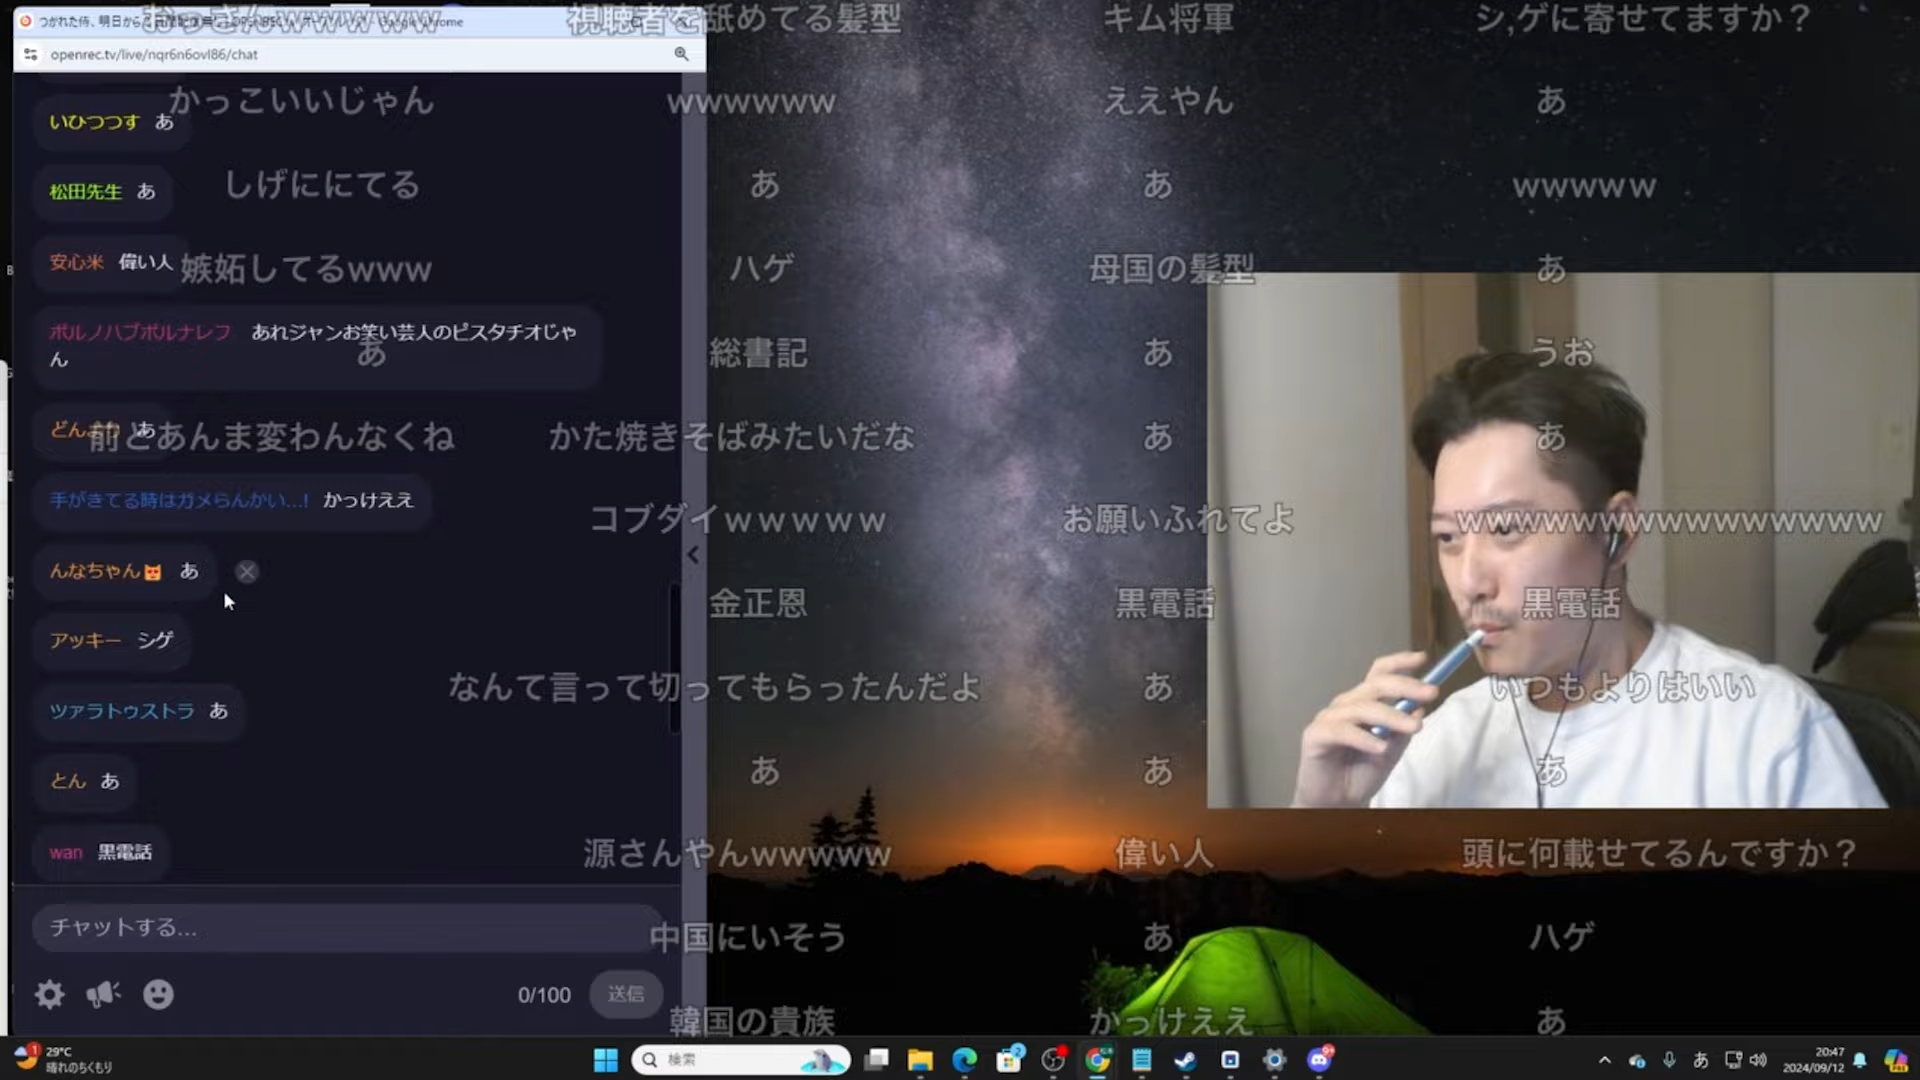 openrec.tv/live/nqr6n6ovl86/chat
いひつつす あ
松田先生 あ
安心米 偉い人
ポルノハブポルナレフ あれジャンお笑い芸人のピスタチオじゃ
ん
あ
手がきてる時はガメらんかい...! かっけええ
んなちゃん😼 あ
アッキー シゲ
ツァラトゥストラ あ
とん あ
wan 黒電話
チャットする...
0/100
送信
視聴者を舐めてる髪型
キム将軍
シ,ゲに寄せてますか？
かっこいいじゃん
wwwwwww
ええやん
あ
しげににてる
あ
あ
wwwww
嫉妬してるwww
ハゲ
母国の髪型
あ
あ
総書記
あ
うお
前とあんま変わんなくね
かた焼きそばみたいだな
あ
あ
コブダイwwwww
お願いふれてよ
wwwwwwwwwwwwwww
金正恩
黒電話
黒電話
なんて言って切ってもらったんだよ
あ
いつもよりはいい
あ
あ
あ
源さんやんwwwww
偉い人
頭に何載せてるんですか？
中国にいそう
あ
ハゲ
韓国の貴族
かっけええ
あ
1
29°C
晴れのちくもり
検索
2
あ
20:47
2024/09/12